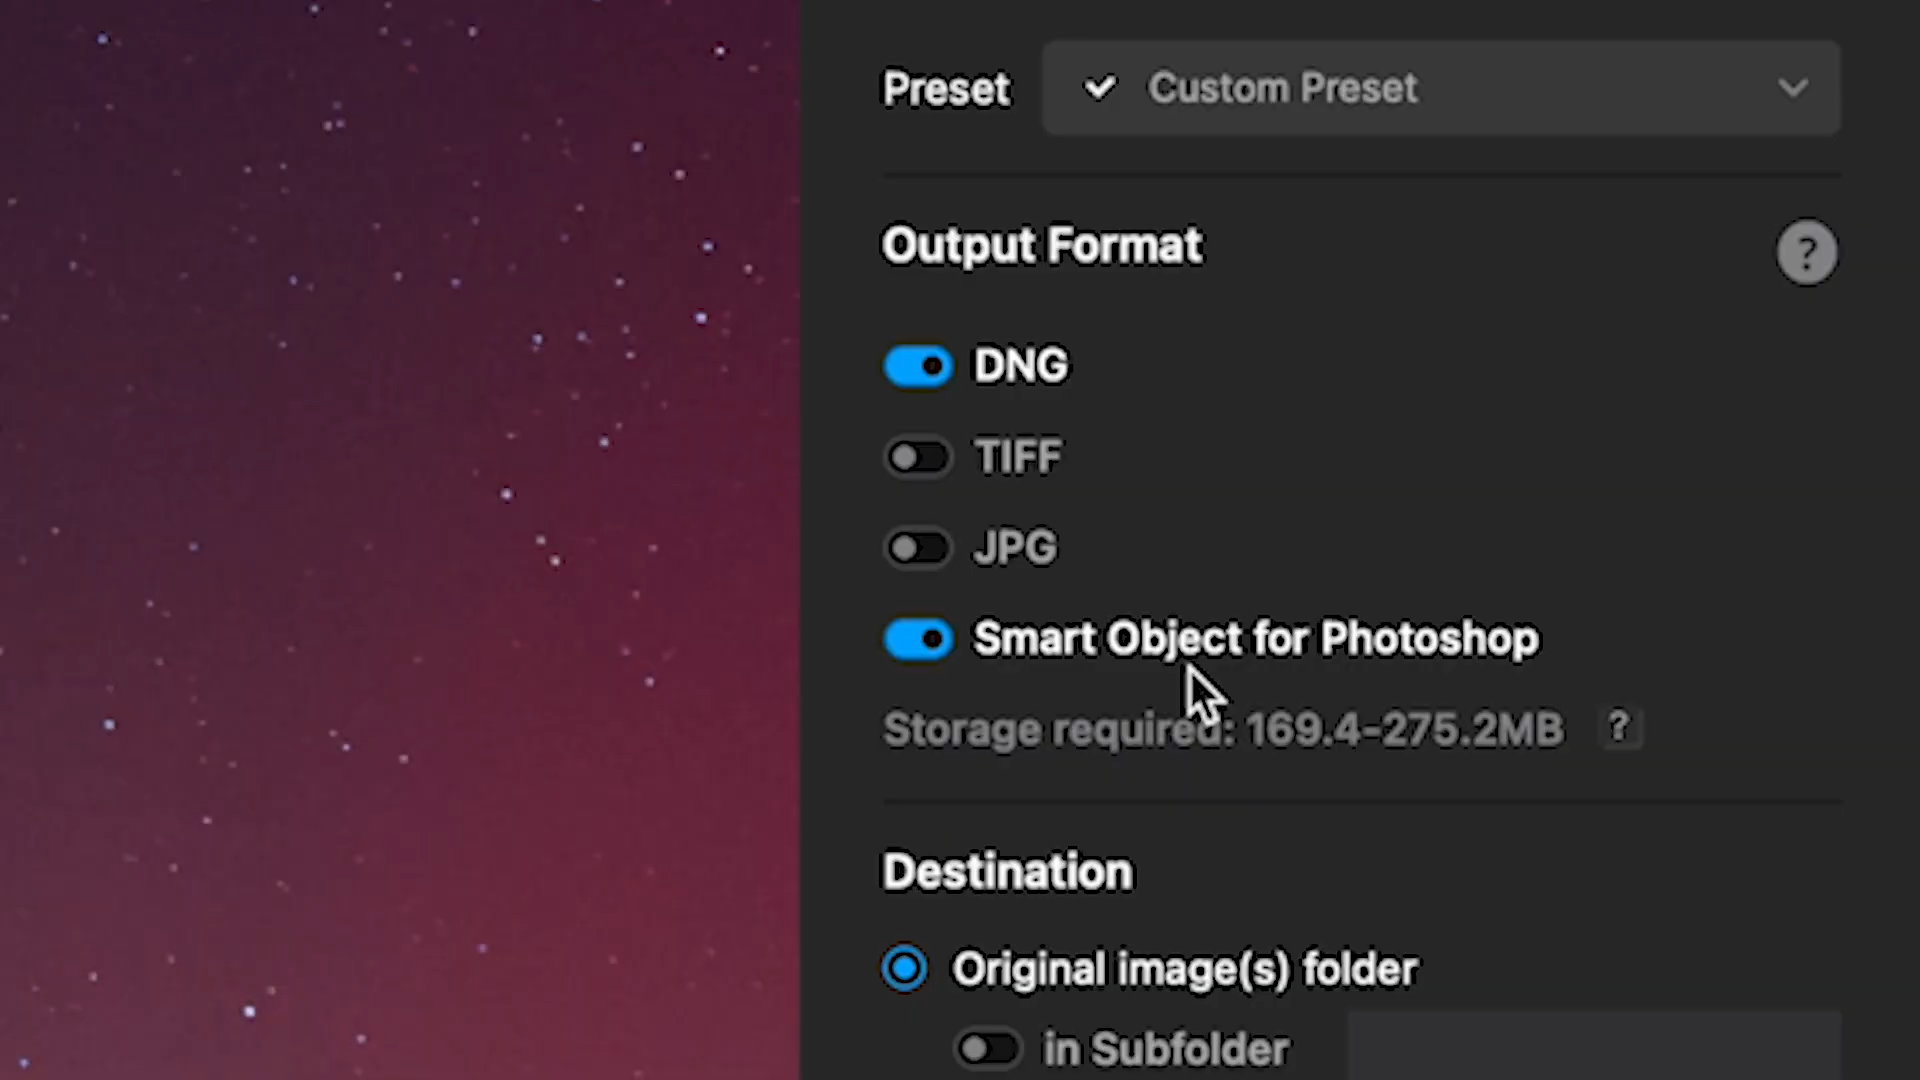 Preset Custom Preset
Output Format ?
DNG
TIFF
JPG
Smart Object for Photoshop
Storage required: 169.4-275.2MB ?
Destination
Original image(s) folder
in Subfolder